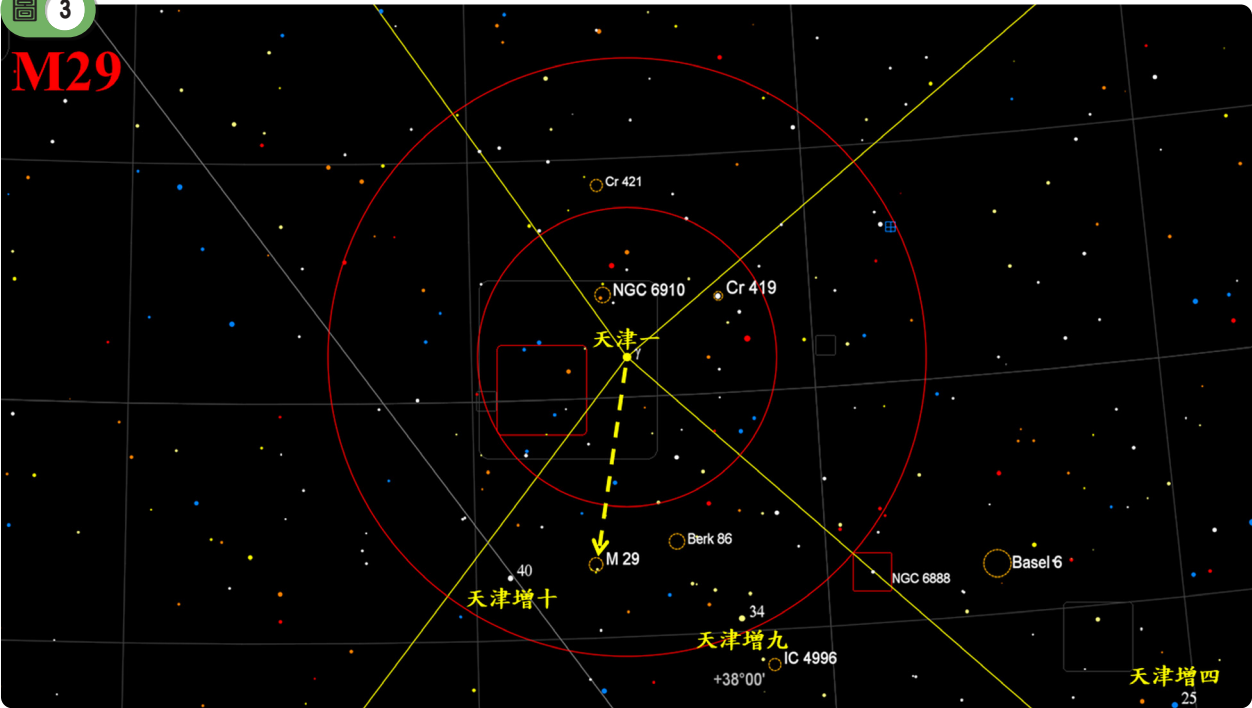 圖 3
M29
Cr 421
NGC 6910
Cr 419
天津一
γ
Berk 86
M 29
Basel 6
40
NGC 6888
天津增十
34
天津增九
IC 4996
+38°00'
天津增四
25